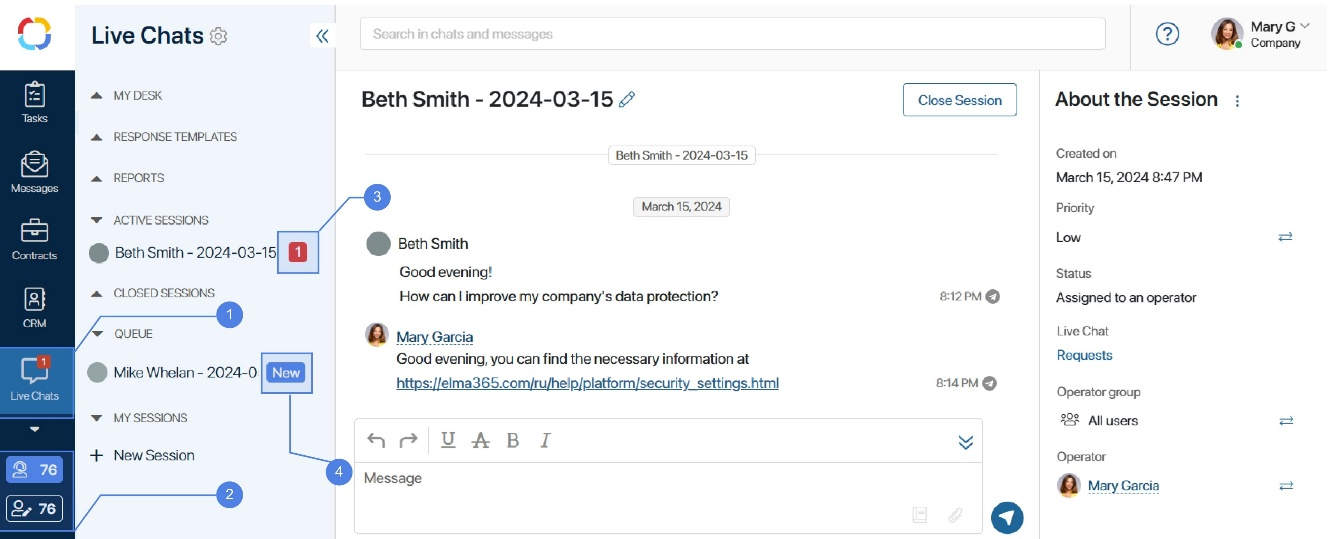 Live Chats
Search in chats and messages
Mary G
Company
Tasks
Messages
Contracts
CRM
1
Live Chats
76
76
MY DESK
RESPONSE TEMPLATES
REPORTS
ACTIVE SESSIONS
Beth Smith - 2024-03-15
1
CLOSED SESSIONS
QUEUE
Mike Whelan - 2024-0
New
MY SESSIONS
New Session
1
2
3
4
Beth Smith - 2024-03-15
Close Session
Beth Smith - 2024-03-15
March 15, 2024
Beth Smith
Good evening!
How can I improve my company's data protection?
8:12 PM
Mary Garcia
Good evening, you can find the necessary information at
https://elma365.com/ru/help/platform/security_settings.html
8:14 PM
U A B I
Message
About the Session
Created on
March 15, 2024 8:47 PM
Priority
Low
Status
Assigned to an operator
Live Chat
Requests
Operator group
All users
Operator
Mary Garcia